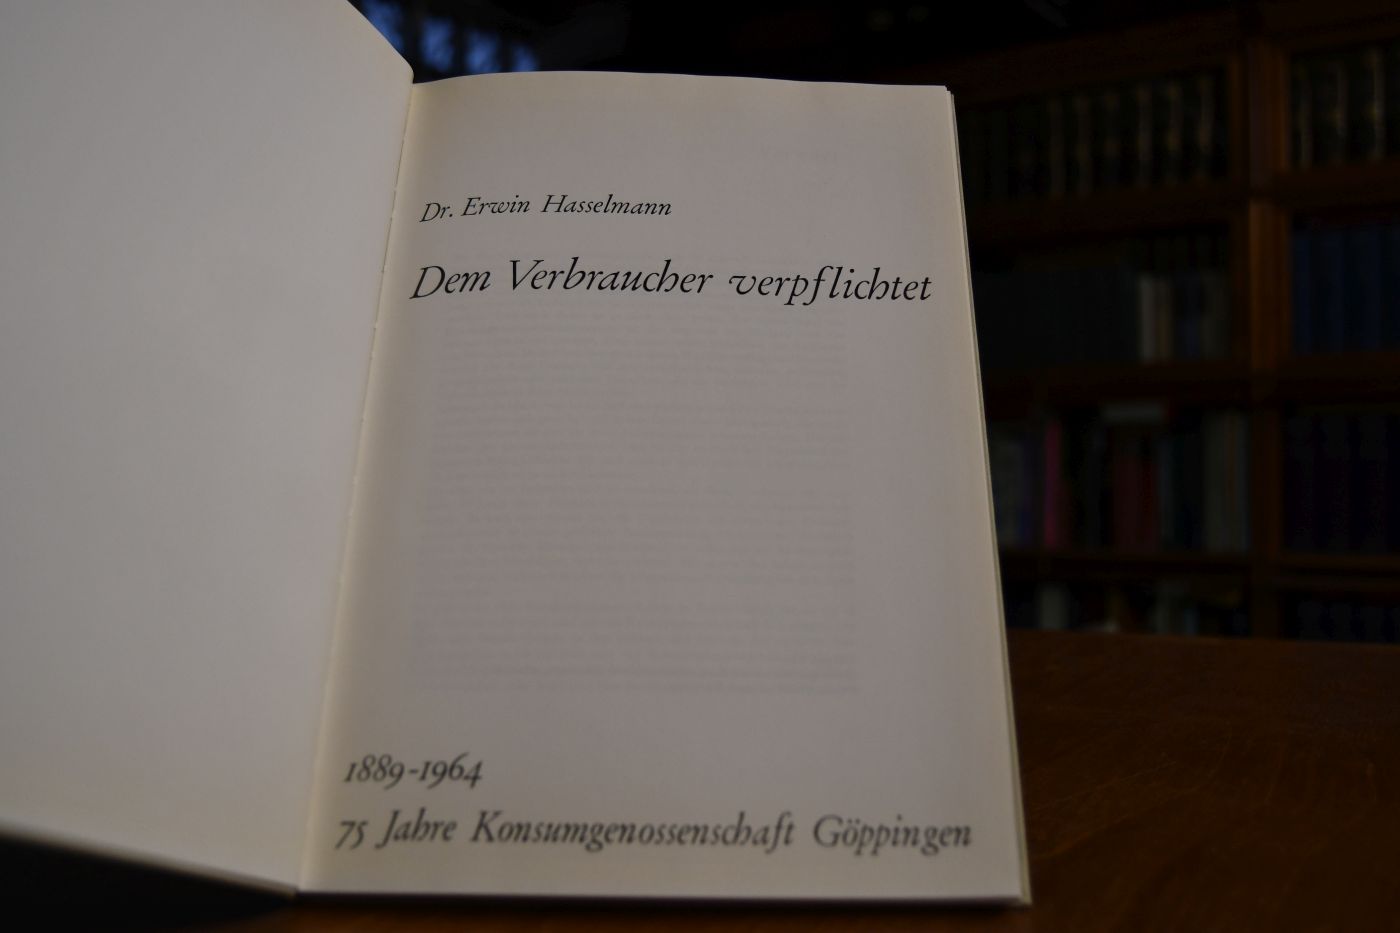 Dr. Erwin Hasselmann
Dem Verbraucher verpflichtet
1889-1964
75 Jahre Konsumgenossenschaft Göppingen